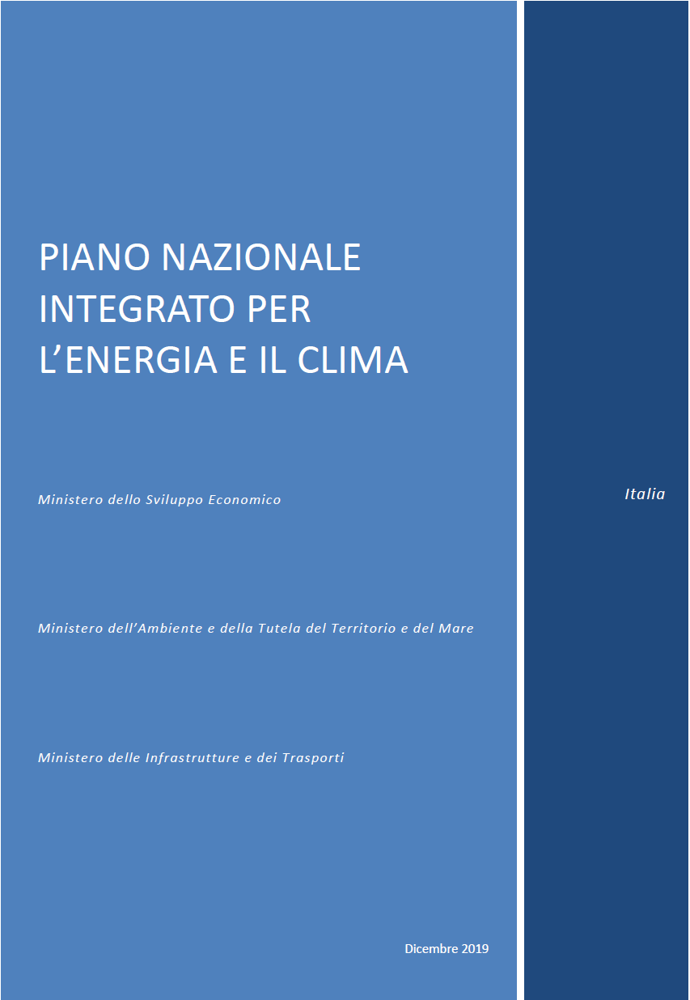 PIANO NAZIONALE
INTEGRATO PER
L’ENERGIA E IL CLIMA
Ministero dello Sviluppo Economico
Italia
Ministero dell’Ambiente e della Tutela del Territorio e del Mare
Ministero delle Infrastrutture e dei Trasporti
Dicembre 2019